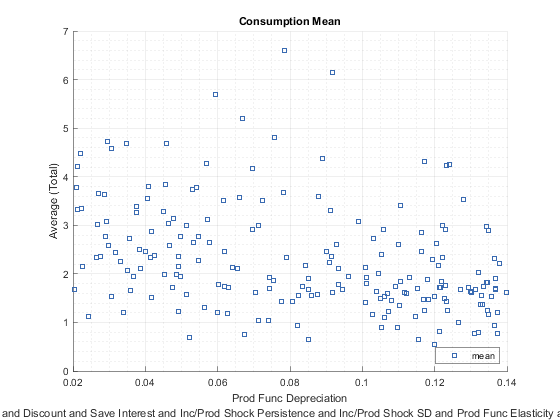 Consumption Mean
7
6
5
4
3
2
1
0
Average (Total)
0.02 0.04 0.06 0.08 0.1 0.12 0.14
Prod Func Depreciation
mean
and Discount and Save Interest and Inc/Prod Shock Persistence and Inc/Prod Shock SD and Prod Func Elasticity a